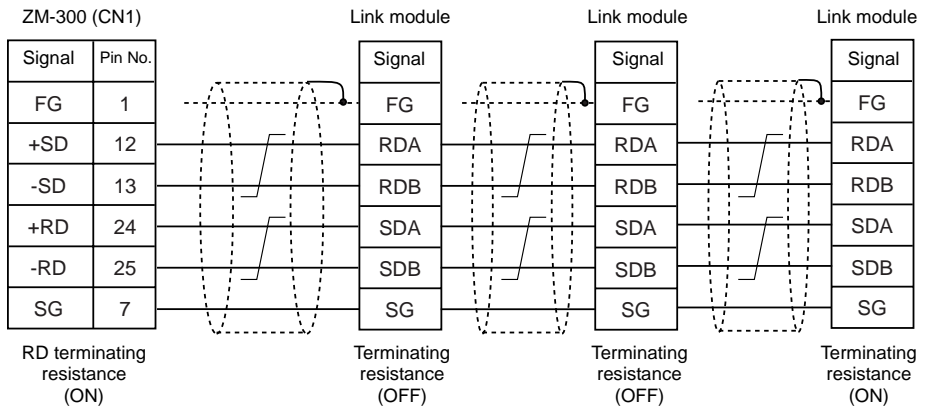 ZM-300 (CN1) Link module Link module Link module
Signal Pin No. Signal Signal Signal
FG 1 FG FG FG
+SD 12 RDA RDA RDA
-SD 13 RDB RDB RDB
+RD 24 SDA SDA SDA
-RD 25 SDB SDB SDB
SG 7 SG SG SG
RD terminating Terminating Terminating Terminating
resistance resistance resistance resistance
(ON) (OFF) (OFF) (ON)